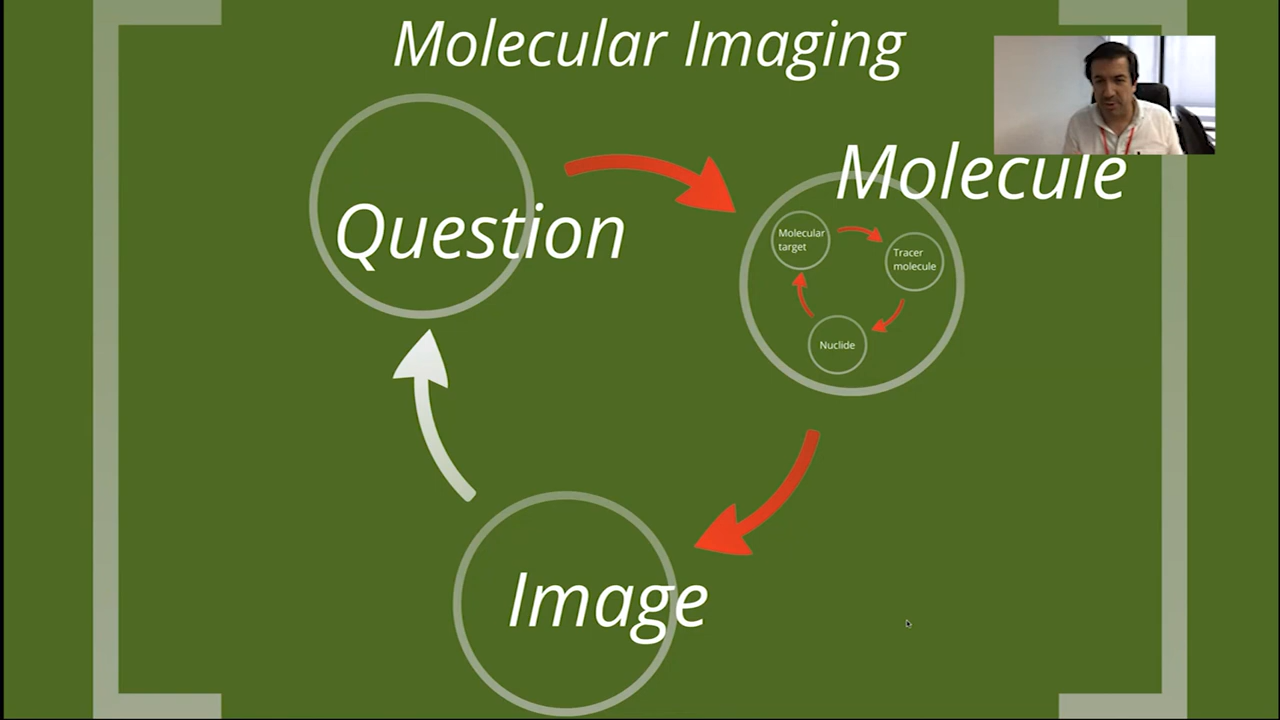 Molecular Imaging
Question
Molecule
Molecular
target
Tracer
molecule
Nuclide
Image